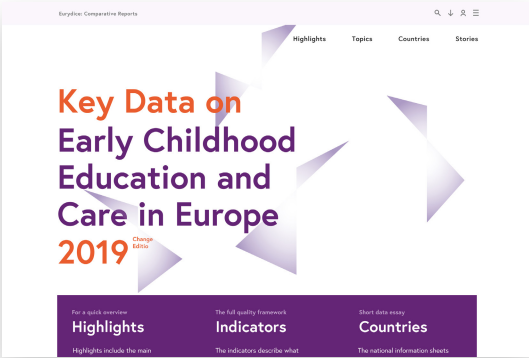 Eurydice: Comparative Reports
Highlights Topics Countries Stories
Key Data on
Early Childhood
Education and
Care in Europe
2019
Change
Editio
For a quick overview
Highlights
Highlights include the main
The full quality framework
Indicators
The indicators describe what
Short data essay
Countries
The national information sheets